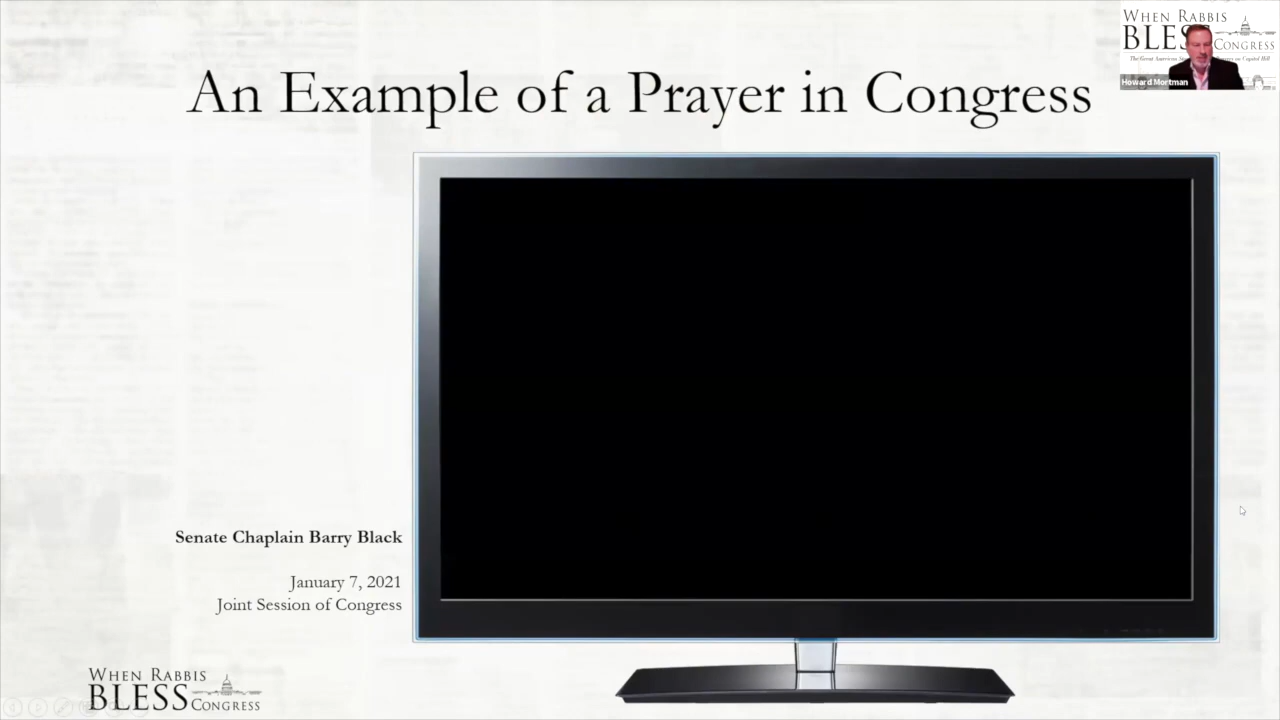 An Example of a Prayer in Congress
When Rabbis
BLESS Congress
Howard Mortman
Senate Chaplain Barry Black
January 7, 2021
Joint Session of Congress
When Rabbis
BLESS Congress